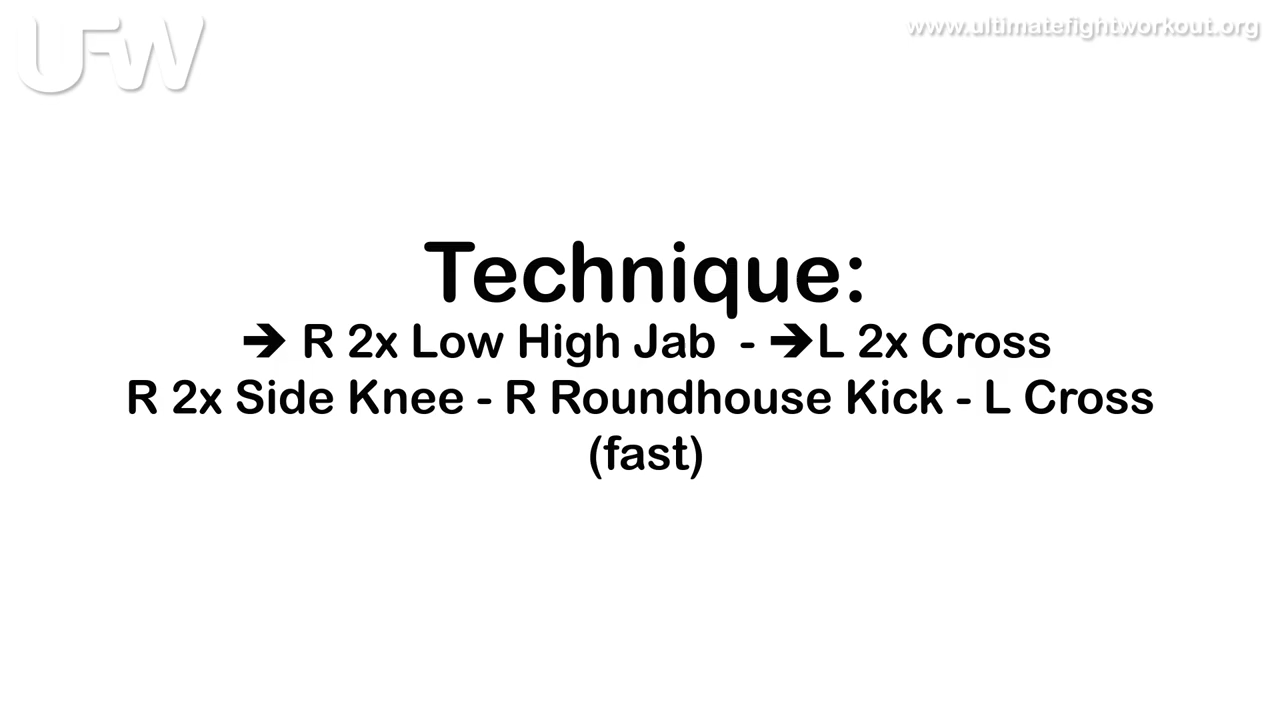 UFW
www.ultimatefightworkout.org
Technique:
➔ R 2x Low High Jab - ➔L 2x Cross
R 2x Side Knee - R Roundhouse Kick - L Cross
(fast)